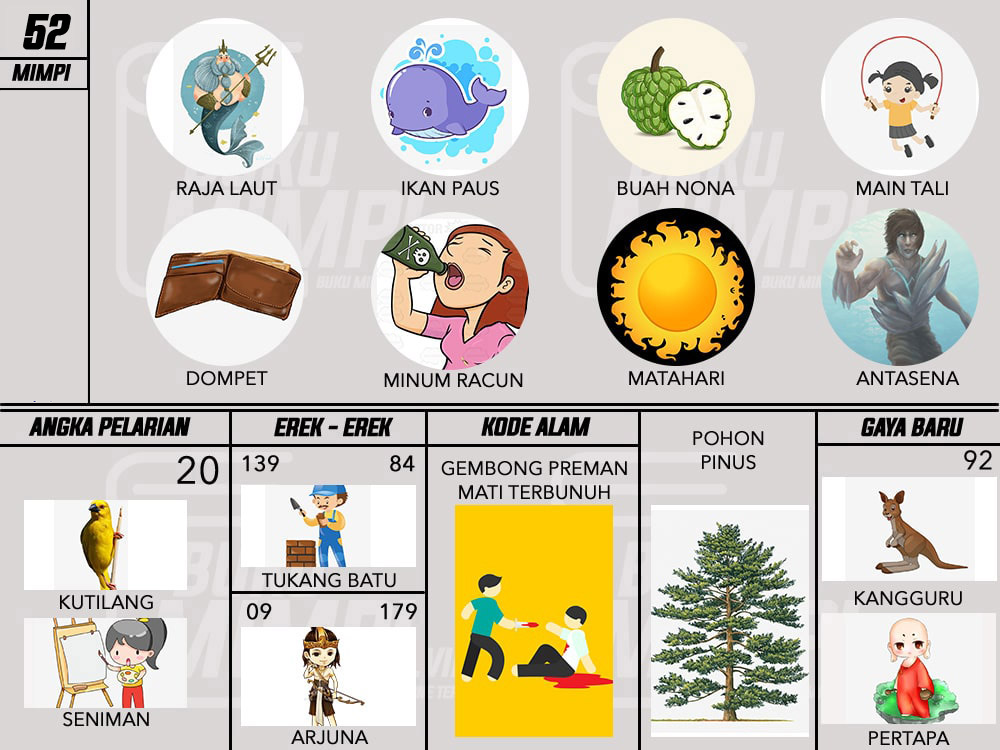 52
MIMPI
RAJA LAUT
IKAN PAUS
BUAH NONA
MAIN TALI
DOMPET
MINUM RACUN
MATAHARI
ANTASENA
ANGKA PELARIAN
20
KUTILANG
SENIMAN
EREK - EREK
139 84
TUKANG BATU
09 179
ARJUNA
KODE ALAM
GEMBONG PREMAN
MATI TERBUNUH
POHON
PINUS
GAYA BARU
92
KANGGURU
PERTAPA